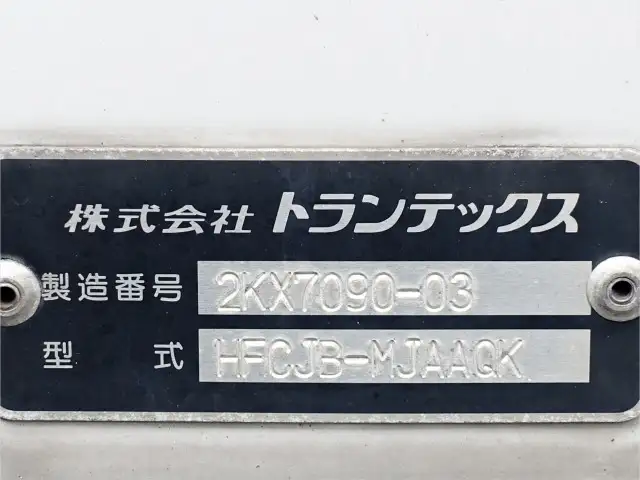 株式会社 トランテックス
製造番号 2KX7090-03
型式 HFCJB-MJAAQK